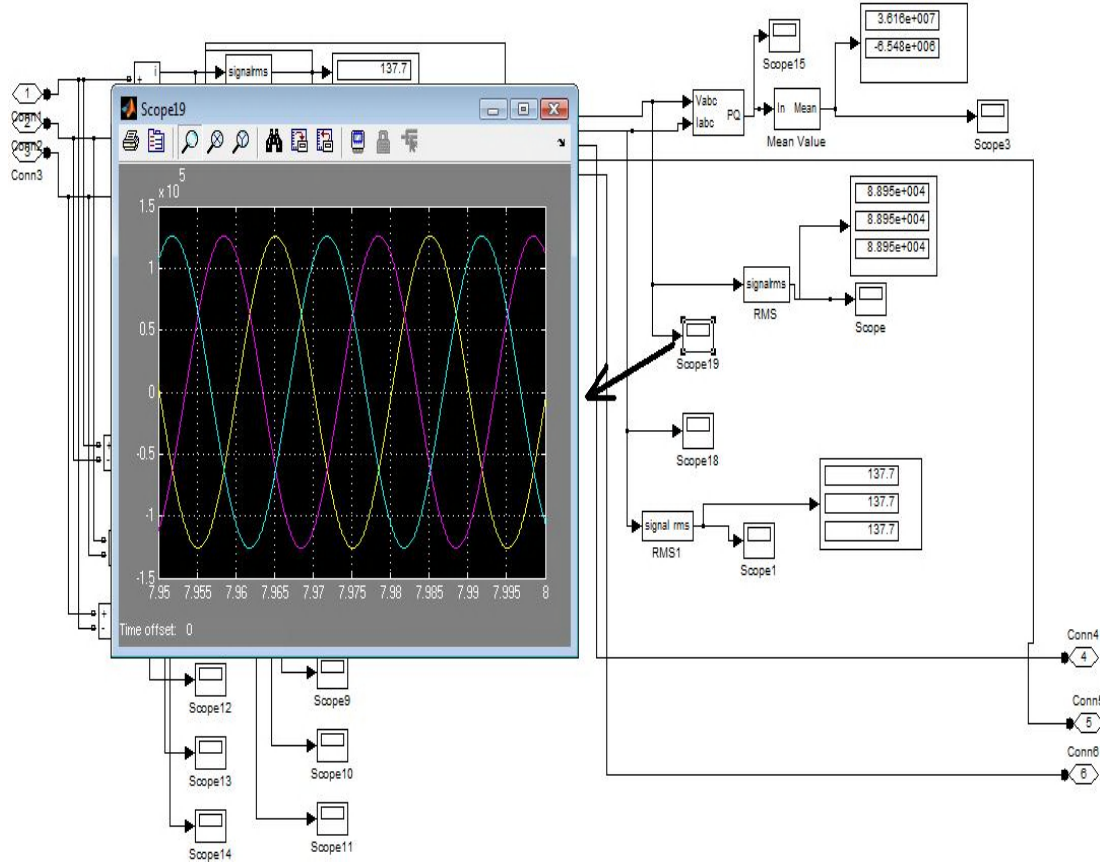 i
signalrms
137.7
+
1
Conn1
2
Conn2
3
Conn3
Scope19
5
x 10
1.5
1
0.5
0
-0.5
-1
-1.5
7.95 7.955 7.96 7.965 7.97 7.975 7.98 7.985 7.99 7.995 8
Time offset: 0
+
-
+
-
Scope12
Scope9
Scope13
Scope10
Scope14
Scope11
Scope15
3.616e+007
-6.548e+006
Vabc
Iabc
PQ
In Mean
Mean Value
Scope3
8.895e+004
8.895e+004
8.895e+004
signalrms
RMS
Scope
Scope19
Scope18
signal rms
RMS1
Scope1
137.7
137.7
137.7
Conn4
4
Conn5
5
Conn6
6